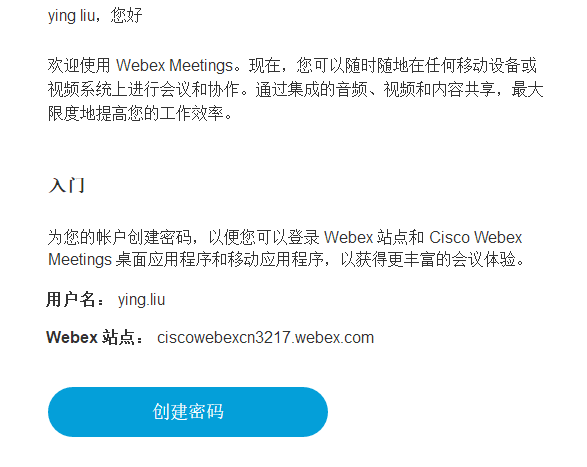 ying liu，您好
欢迎使用 Webex Meetings。现在，您可以随时随地在任何移动设备或
视频系统上进行会议和协作。通过集成的音频、视频和内容共享，最大
限度地提高您的工作效率。
入门
为您的帐户创建密码，以便您可以登录 Webex 站点和 Cisco Webex
Meetings 桌面应用程序和移动应用程序，以获得更丰富的会议体验。
用户名： ying.liu
Webex 站点： ciscowebexcn3217.webex.com
创建密码